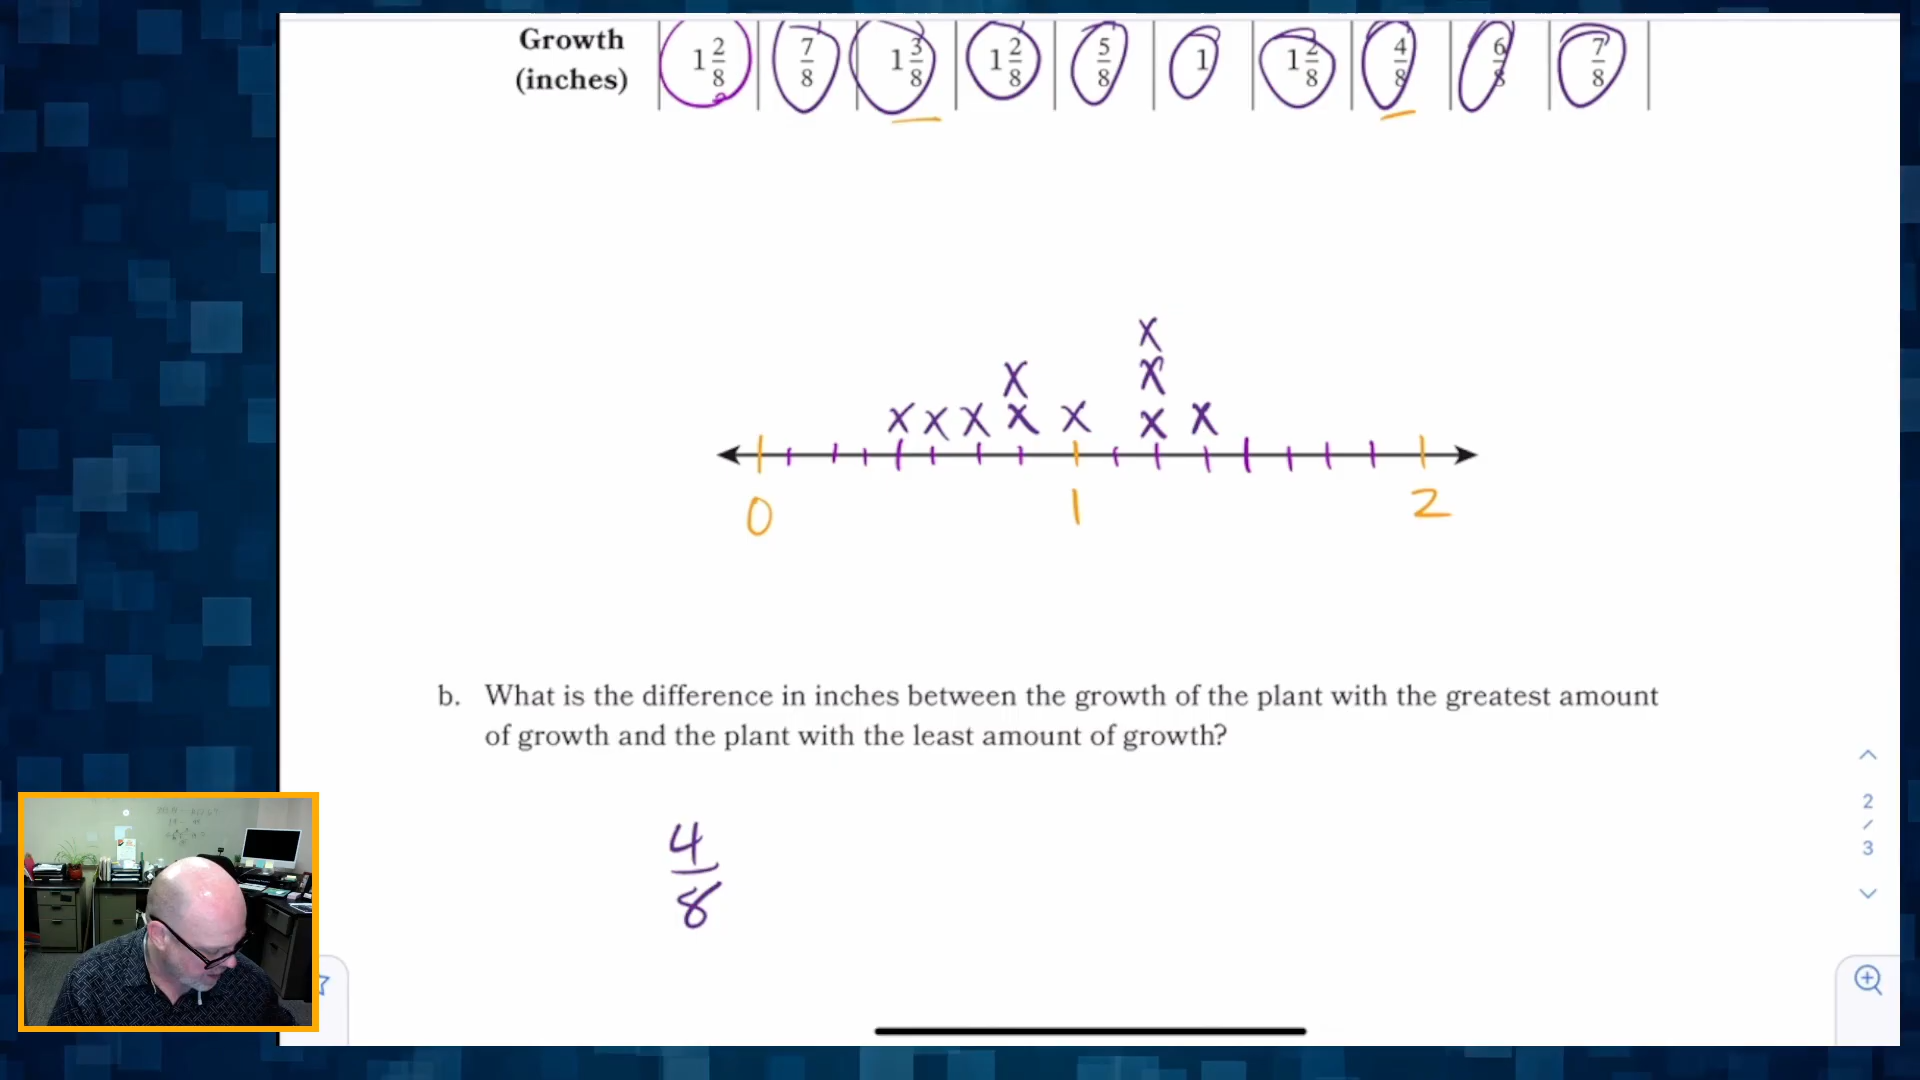 Growth
(inches)
1 2/8 7/8 1 3/8 1 2/8 5/8 1 1 2/8 4/8 6/8 7/8
X
X X
X X X X X X X
0 1 2
b. What is the difference in inches between the growth of the plant with the greatest amount
of growth and the plant with the least amount of growth?
4/8
2
/
3